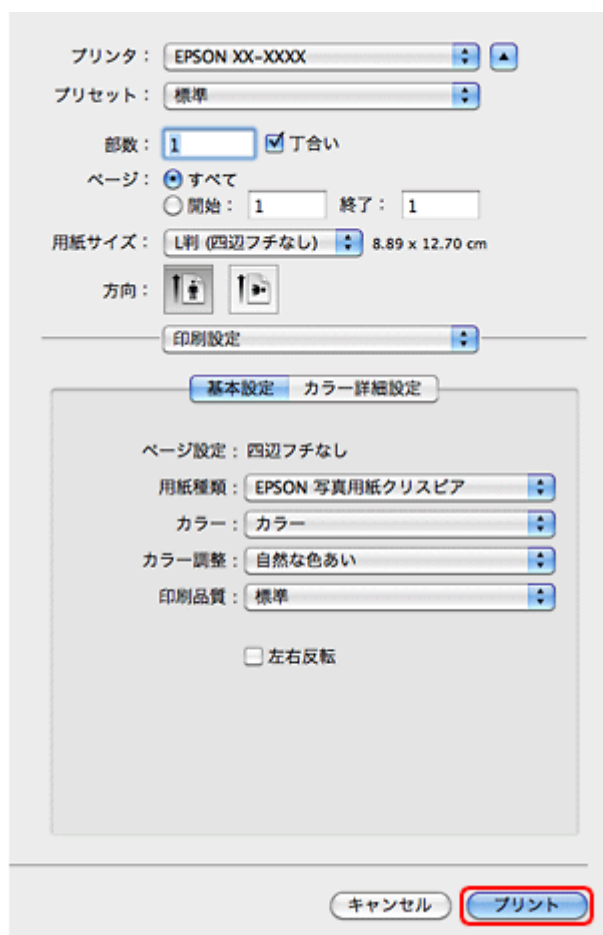 プリンタ： EPSON XX-XXXX
プリセット： 標準
部数： 1 丁合い
ページ： すべて
開始： 1 終了： 1
用紙サイズ： L判 (四辺フチなし) 8.89 x 12.70 cm
方向：
印刷設定
基本設定 カラー詳細設定
ページ設定： 四辺フチなし
用紙種類： EPSON 写真用紙クリスピア
カラー： カラー
カラー調整： 自然な色あい
印刷品質： 標準
左右反転
キャンセル プリント